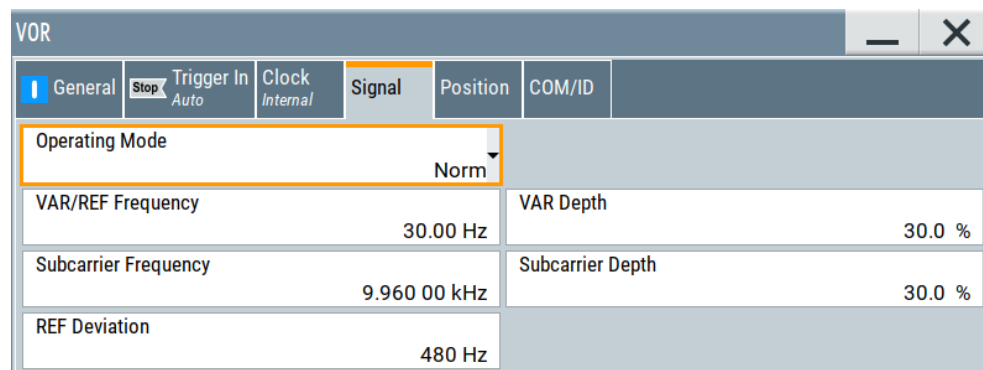 VOR
General Stop Trigger In Auto Clock Internal Signal Position COM/ID
Operating Mode
Norm
VAR/REF Frequency VAR Depth
30.00 Hz 30.0 %
Subcarrier Frequency Subcarrier Depth
9.960 00 kHz 30.0 %
REF Deviation
480 Hz